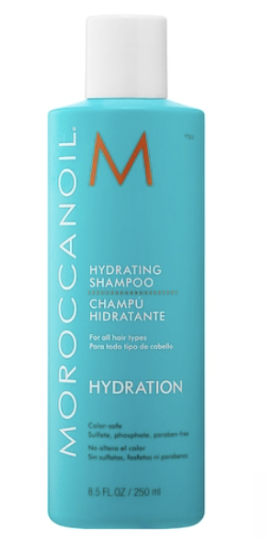 MOROCCANOIL®
M
HYDRATING
SHAMPOO
CHAMPÚ
HIDRATANTE
For all hair types
Para todo tipo de cabello
HYDRATION
Color-safe
Sulfate, phosphate, paraben-free
No altera el color
Sin sulfatos, fosfatos ni parabenos
8.5 FL.OZ / 250 ml